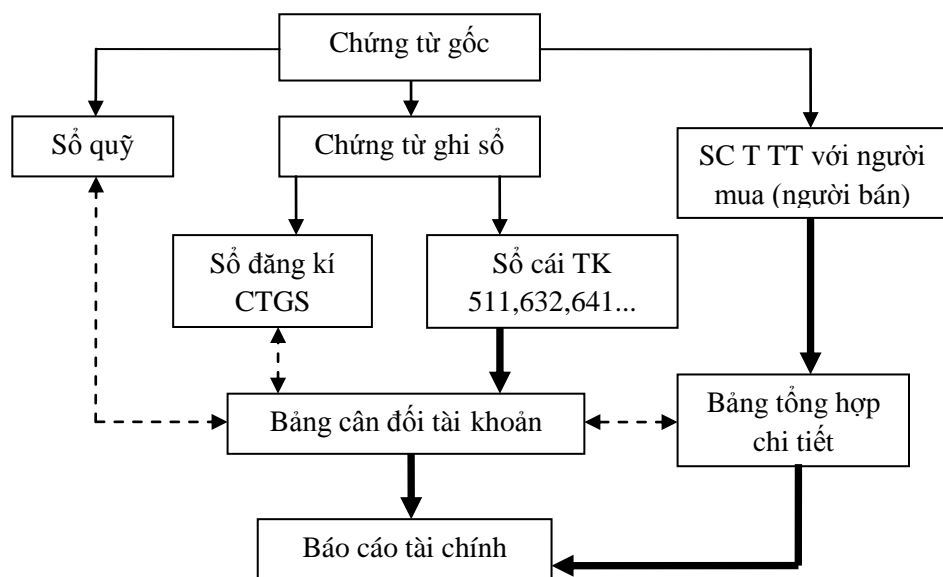 Chứng từ gốc
Sổ quỹ
Chứng từ ghi sổ
SC T TT với người
mua (người bán)
Sổ đăng kí
CTGS
Sổ cái TK
511,632,641...
Bảng cân đối tài khoản
Bảng tổng hợp
chi tiết
Báo cáo tài chính